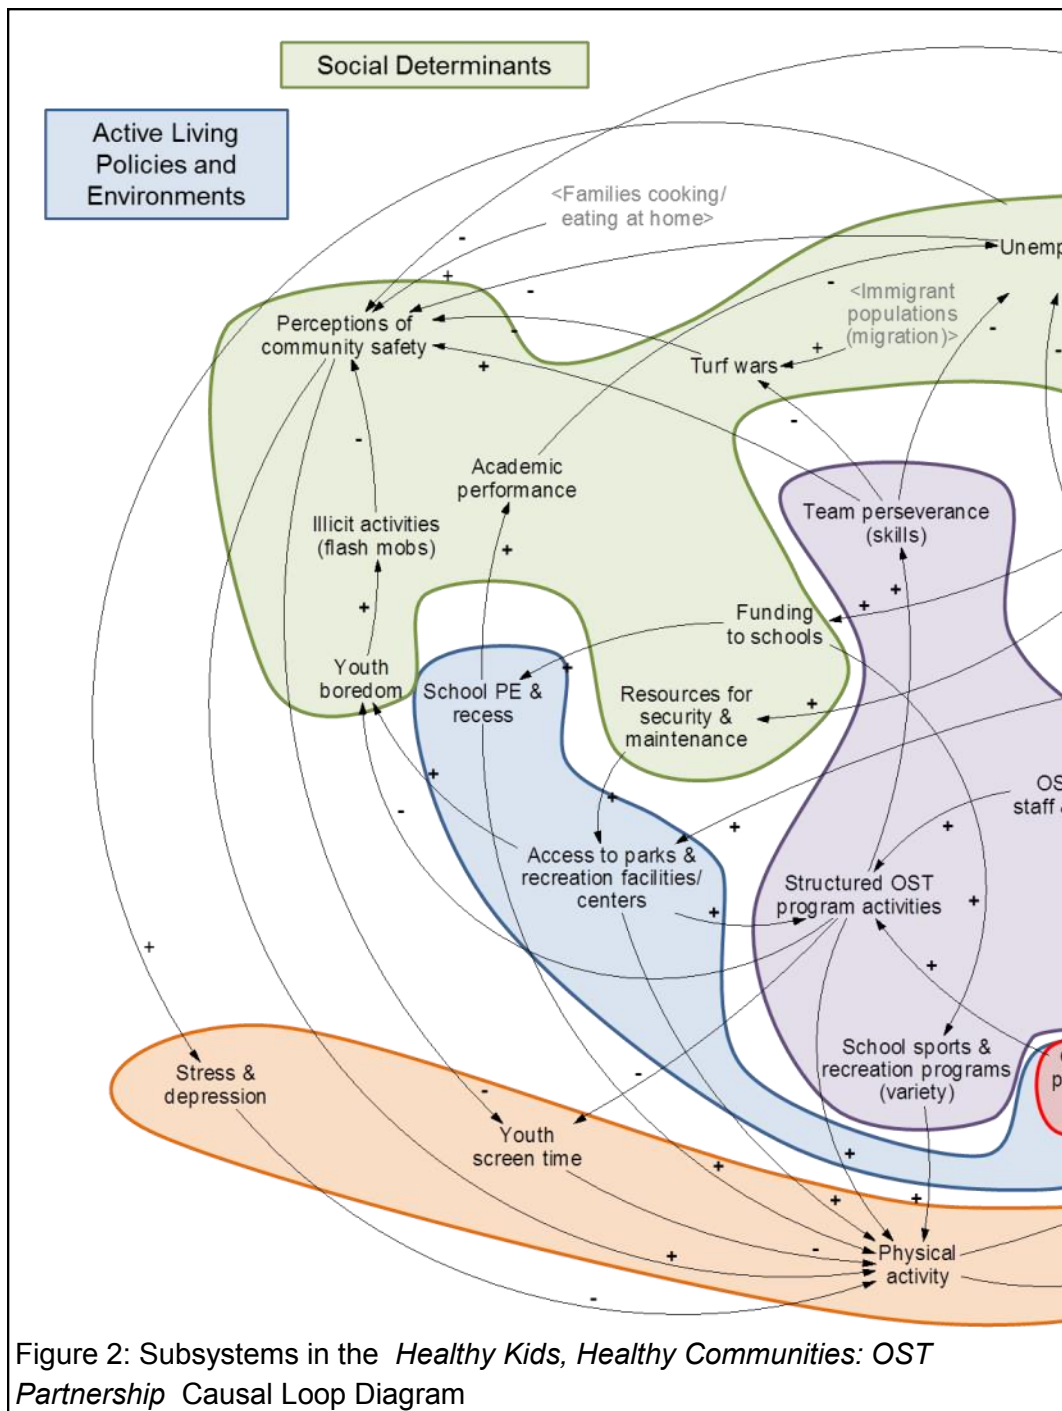 Social Determinants
Active Living
Policies and
Environments
<Families cooking/
eating at home>
-
+
-
-
Unemp
<Immigrant
populations
(migration)>
-
-
+
-
Perceptions of
community safety
-
+
Turf wars
-
-
Academic
performance
Team perseverance
(skills)
Illicit activities
(flash mobs)
+
+
+
+
Funding
to schools
Youth
boredom
School PE &
recess
+
Resources for
security &
maintenance
+
+
-
+
+
OS
staff &
+
Access to parks &
recreation facilities/
centers
+
Structured OST
program activities
+
+
+
School sports &
recreation programs
(variety)
p
Stress &
depression
-
-
Youth
screen time
+
+
+
+
Physical
activity
-
+
-
Figure 2: Subsystems in the Healthy Kids, Healthy Communities: OST
Partnership Causal Loop Diagram